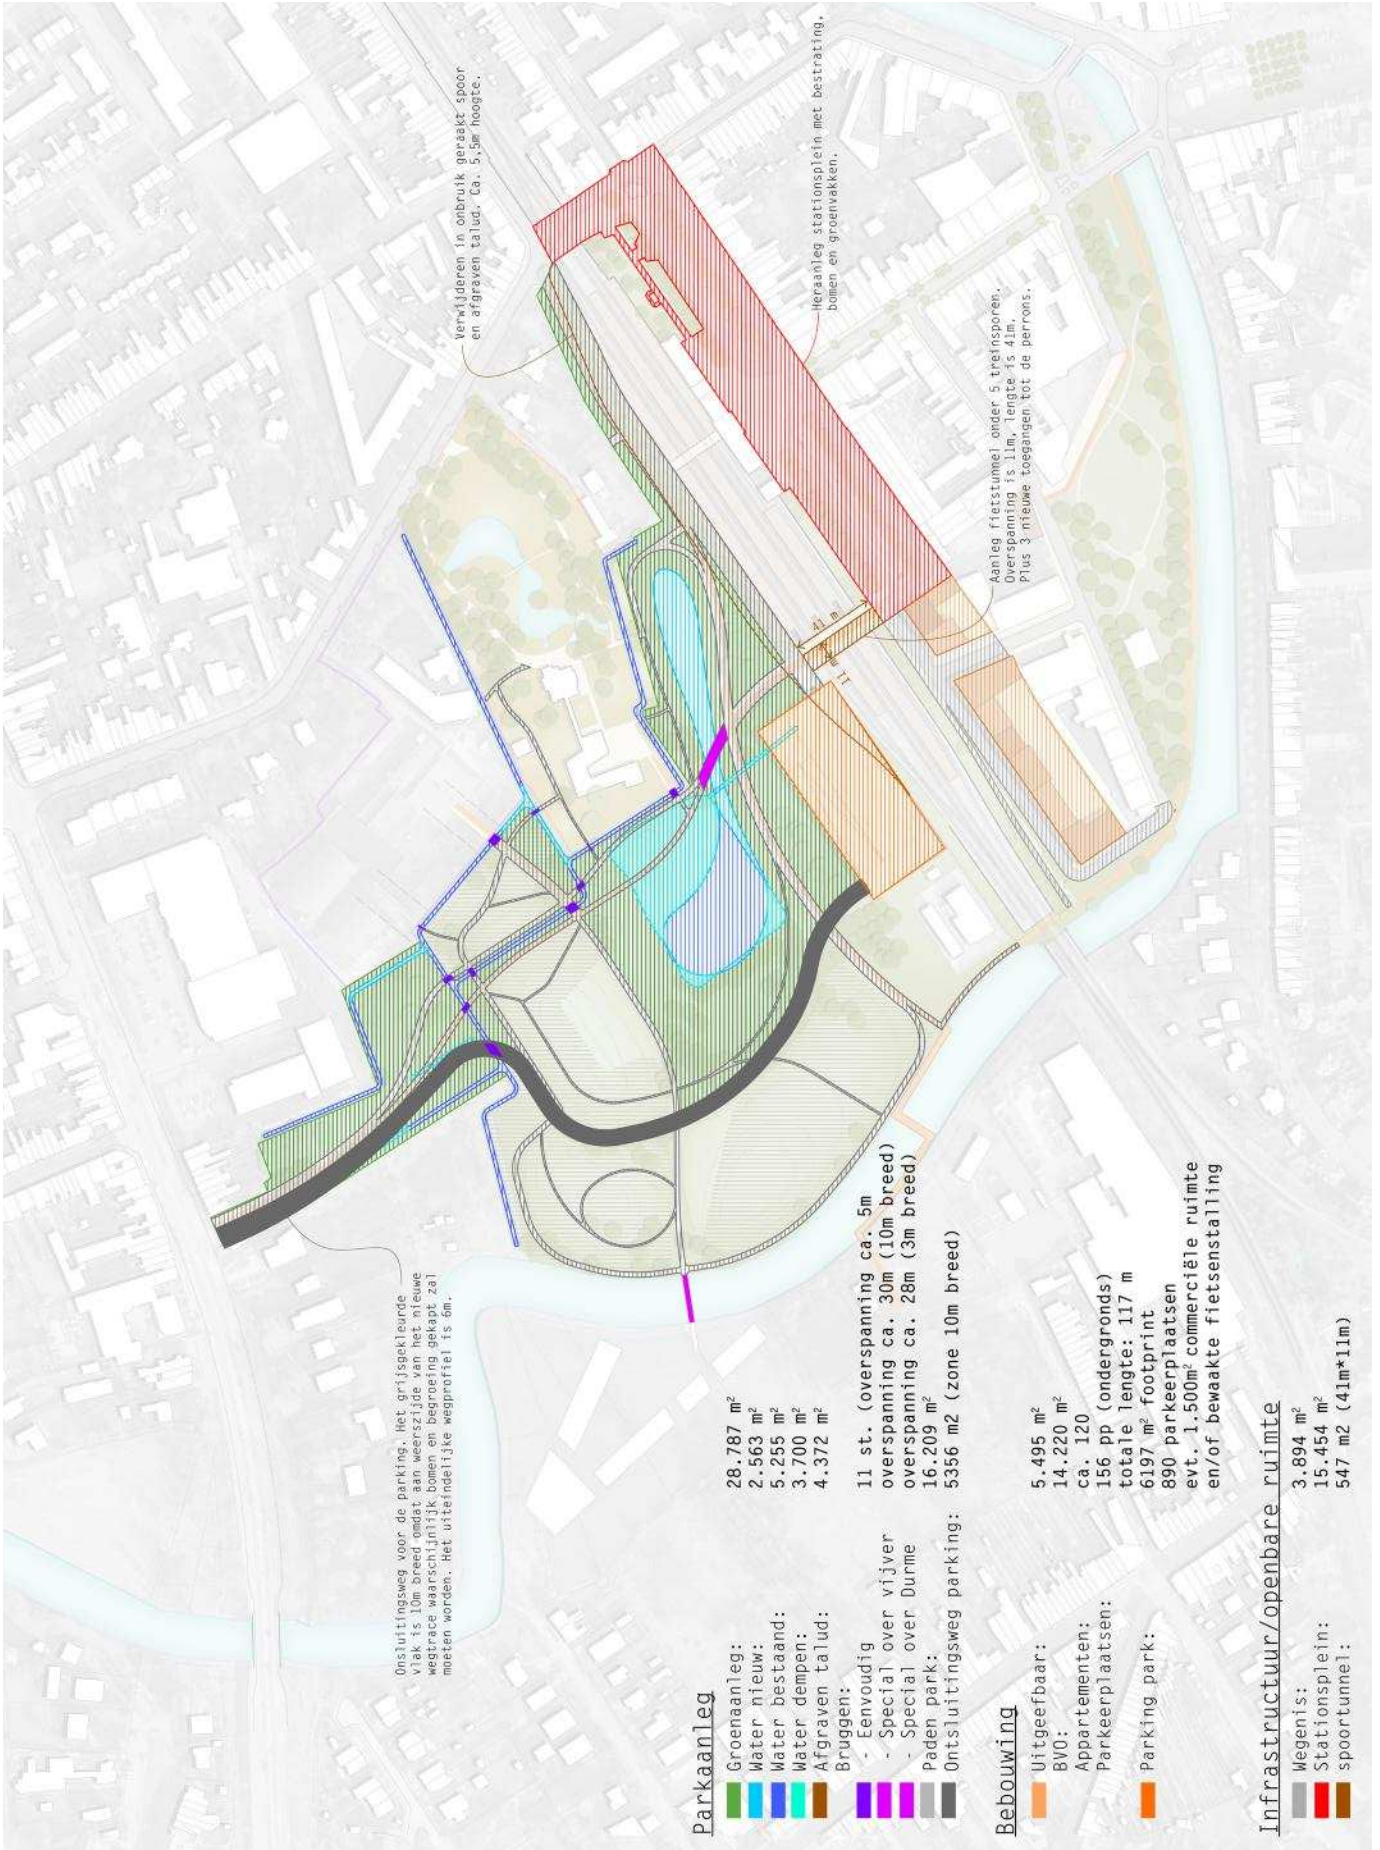 Verwijderen in onbruik geraakt spoor
en afgraven talud. Ca. 5,5m hoogte.
Heraanleg stationsplein met bestrating,
bomen en groenvakken.
Aanleg fietstunnel onder 5 treinsporen.
Overspanning is 11m, lengte is 41m.
Plus 3 nieuwe toegangen tot de perrons.
41 m
11 m
Onsluitingsweg voor de parking. Het grijsgekleurde
vlak is 10m breed omdat aan weerszijde van het nieuwe
wegtrace waarschijnlijk bomen en begroeing gekapt zal
moeten worden. Het uiteindelijke wegprofiel is 6m.
Parkaanleg
Groenaanleg: 28.787 m²
Water nieuw: 2.563 m²
Water bestaand: 5.255 m²
Water dempen: 3.700 m²
Afgraven talud: 4.372 m²
Bruggen:
- Eenvoudig 11 st. (overspanning ca. 5m
- Special over vijver overspanning ca. 30m (10m breed)
- Special over Durme overspanning ca. 28m (3m breed)
Paden park: 16.209 m²
Ontsluitingsweg parking: 5356 m2 (zone 10m breed)
Bebouwing
Uitgeefbaar: 5.495 m²
BVO: 14.220 m²
Appartementen: ca. 120
Parkeerplaatsen: 156 pp (ondergronds)
totale lengte: 117 m
Parking park: 6197 m² footprint
890 parkeerplaatsen
evt. 1.500m² commerciële ruimte
en/of bewaakte fietsenstalling
Infrastructuur/openbare ruimte
Wegenis: 3.894 m²
Stationsplein: 15.454 m²
spoortunnel: 547 m2 (41m*11m)